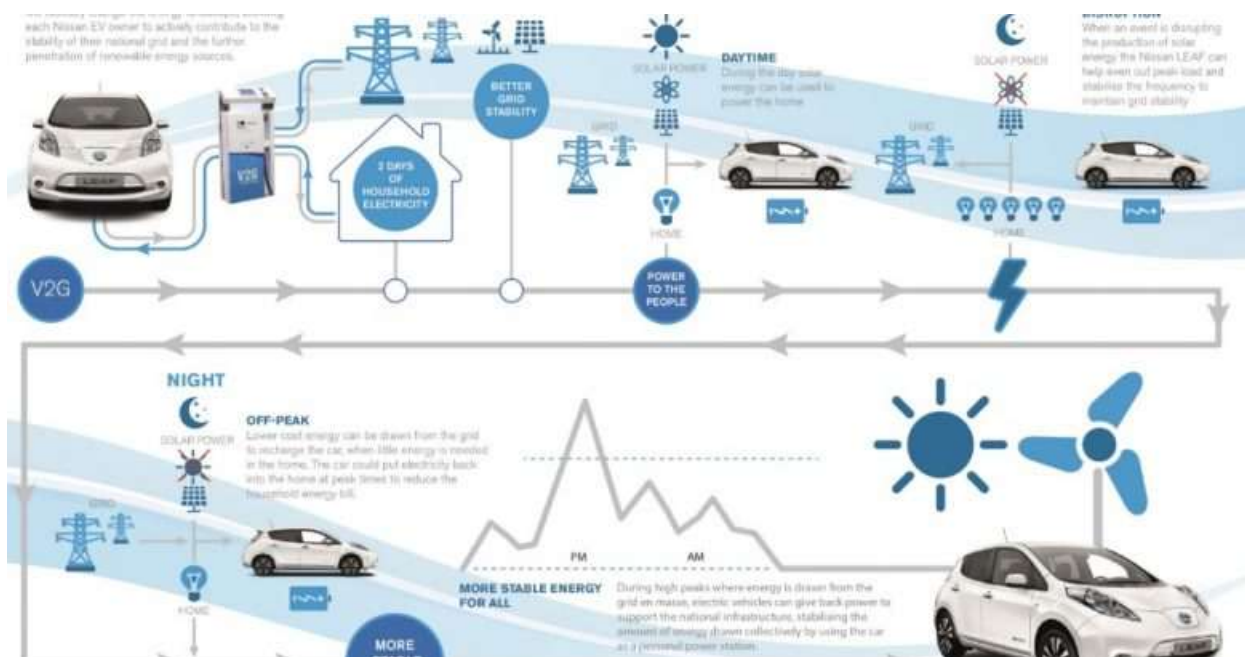 each Nissan EV owner to actively contribute to the
stability of their national grid and the further
penetration of renewable energy sources.
LEAF
V2G
2 DAYS
OF
HOUSEHOLD
ELECTRICITY
BETTER
GRID
STABILITY
SOLAR POWER
DAYTIME
During the day solar
energy can be used to
power the home
GRID
HOME
SOLAR POWER
DISRUPTION
When an event is disrupting
the production of solar
energy the Nissan LEAF can
help even out peak load and
stabilise the frequency to
maintain grid stability
GRID
HOME
V2G
POWER
TO THE
PEOPLE
NIGHT
SOLAR POWER
OFF-PEAK
Lower cost energy can be drawn from the grid
to recharge the car, when little energy is needed
in the home. The car could put electricity back
into the home at peak times to reduce the
household energy bill.
GRID
HOME
PM
AM
MORE STABLE ENERGY
FOR ALL
During high peaks where energy is drawn from the
grid en masse, electric vehicles can give back power to
support the national infrastructure, stabilising the
amount of energy drawn collectively by using the car
as a personal power station.
MORE